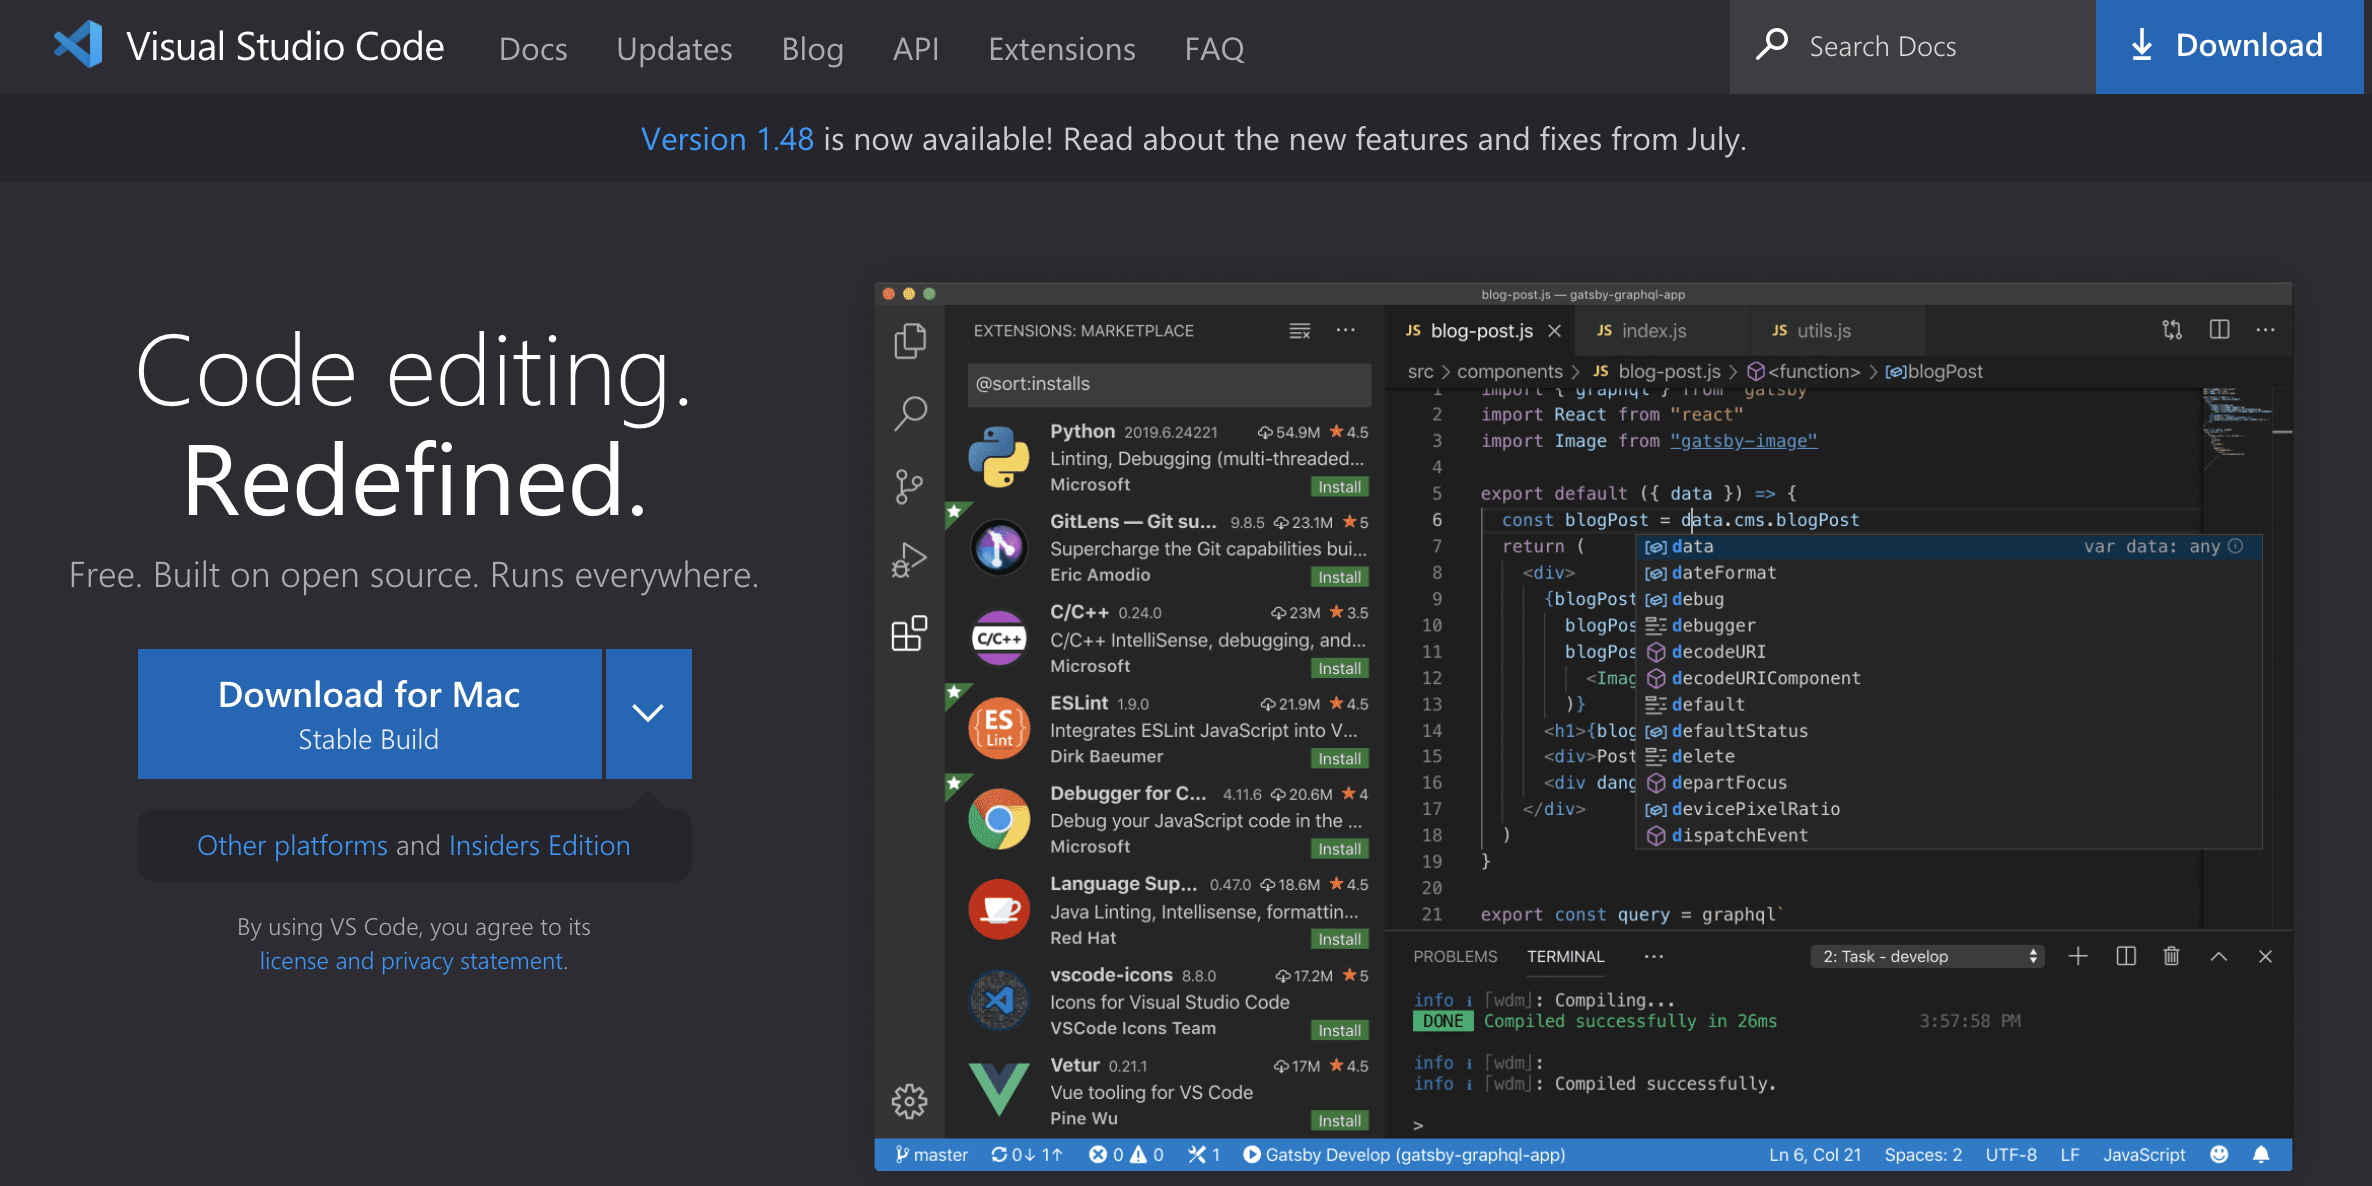 Visual Studio Code Docs Updates Blog API Extensions FAQ Search Docs Download
Version 1.48 is now available! Read about the new features and fixes from July.
Code editing.
Redefined.
Free. Built on open source. Runs everywhere.
Download for Mac
Stable Build
Other platforms and Insiders Edition
By using VS Code, you agree to its
license and privacy statement.
blog-post.js — gatsby-graphql-app
EXTENSIONS: MARKETPLACE
@sort:installs
Python 2019.6.24221 54.9M 4.5
Linting, Debugging (multi-threaded...
Microsoft Install
GitLens — Git su... 9.8.5 23.1M 5
Supercharge the Git capabilities bui...
Eric Amodio Install
C/C++
C/C++ 0.24.0 23M 3.5
C/C++ IntelliSense, debugging, and...
Microsoft Install
ES
Lint
ESLint 1.9.0 21.9M 4.5
Integrates ESLint JavaScript into V...
Dirk Baeumer Install
Debugger for C... 4.11.6 20.6M 4
Debug your JavaScript code in the ...
Microsoft Install
Language Sup... 0.47.0 18.6M 4.5
Java Linting, Intellisense, formattin...
Red Hat Install
vscode-icons 8.8.0 17.2M 5
Icons for Visual Studio Code
VSCode Icons Team Install
Vetur 0.21.1 17M 4.5
Vue tooling for VS Code
Pine Wu Install
JS blog-post.js JS index.js JS utils.js
src > components > JS blog-post.js > <function> > blogPost
1 import { graphql } from "gatsby"
2 import React from "react"
3 import Image from "gatsby-image"
4
5 export default ({ data }) => {
6 const blogPost = data.cms.blogPost
7 return (
8 <div>
9 {blogPost
10 blogPos
11 blogPos
12 <Imag
13 )}
14 <h1>{blog
15 <div>Post
16 <div dang
17 </div>
18 )
19 }
20
21 export const query = graphql`
data var data: any
dateFormat
debug
debugger
decodeURI
decodeURIComponent
default
defaultStatus
delete
departFocus
devicePixelRatio
dispatchEvent
PROBLEMS TERMINAL ... 2: Task - develop
info i ｢wdm｣: Compiling...
DONE Compiled successfully in 26ms 3:57:58 PM
info i ｢wdm｣:
info i ｢wdm｣: Compiled successfully.
>
master 0↓ 1↑ 0 0 1 Gatsby Develop (gatsby-graphql-app) Ln 6, Col 21 Spaces: 2 UTF-8 LF JavaScript